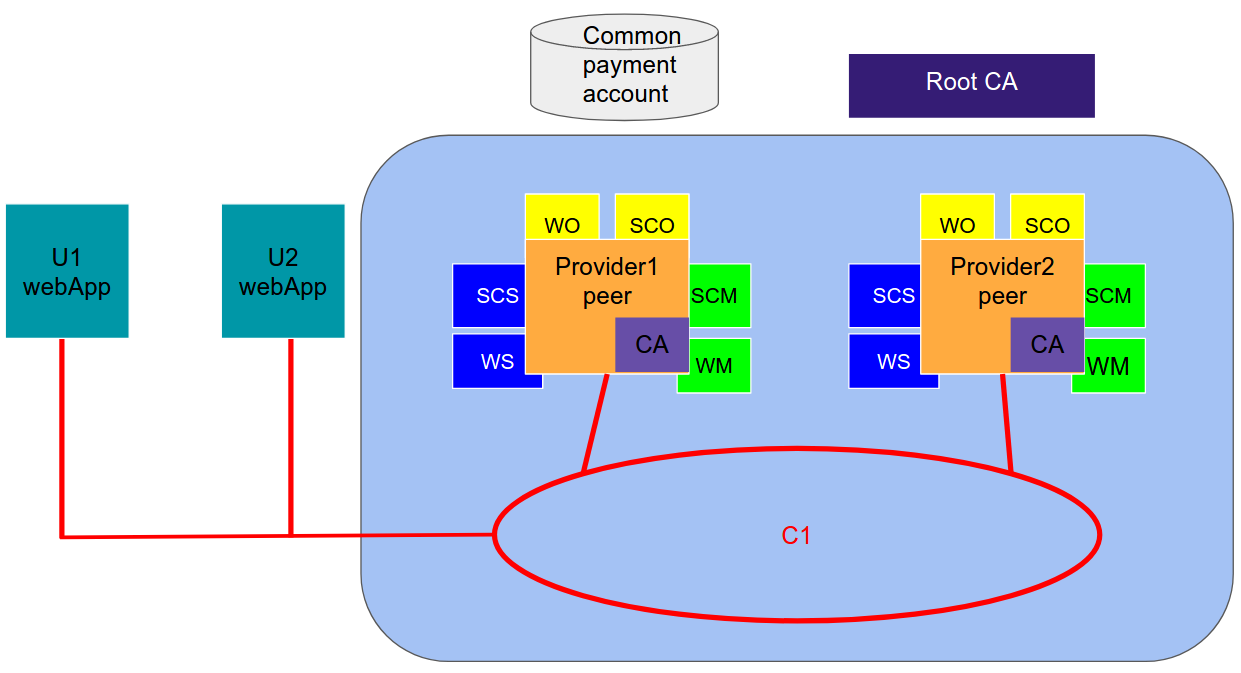 Common
payment
account
Root CA
U1
webApp
U2
webApp
WO
SCO
Provider1
peer
SCS
SCM
CA
WS
WM
WO
SCO
Provider2
peer
SCS
SCM
CA
WS
WM
C1